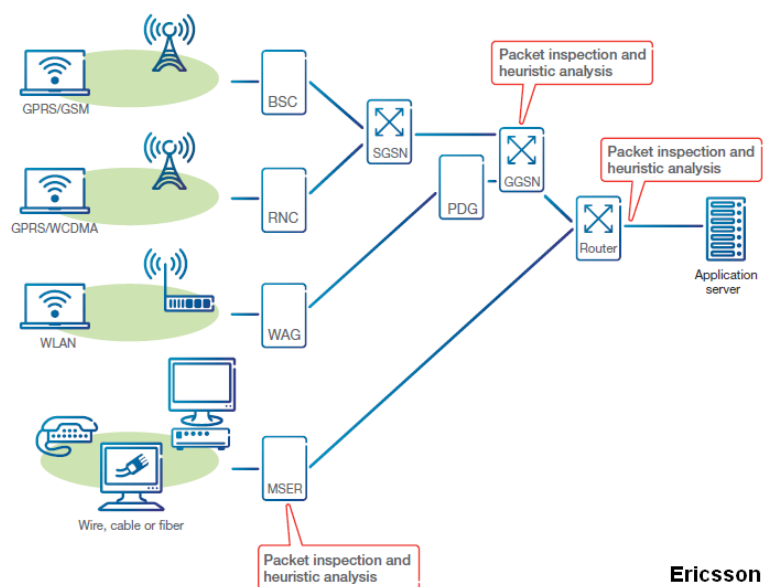 Packet inspection and
heuristic analysis
GPRS/GSM
BSC
SGSN
GGSN
Packet inspection and
heuristic analysis
GPRS/WCDMA
RNC
PDG
Router
Application
server
WLAN
WAG
Wire, cable or fiber
MSER
Packet inspection and
heuristic analysis
Ericsson